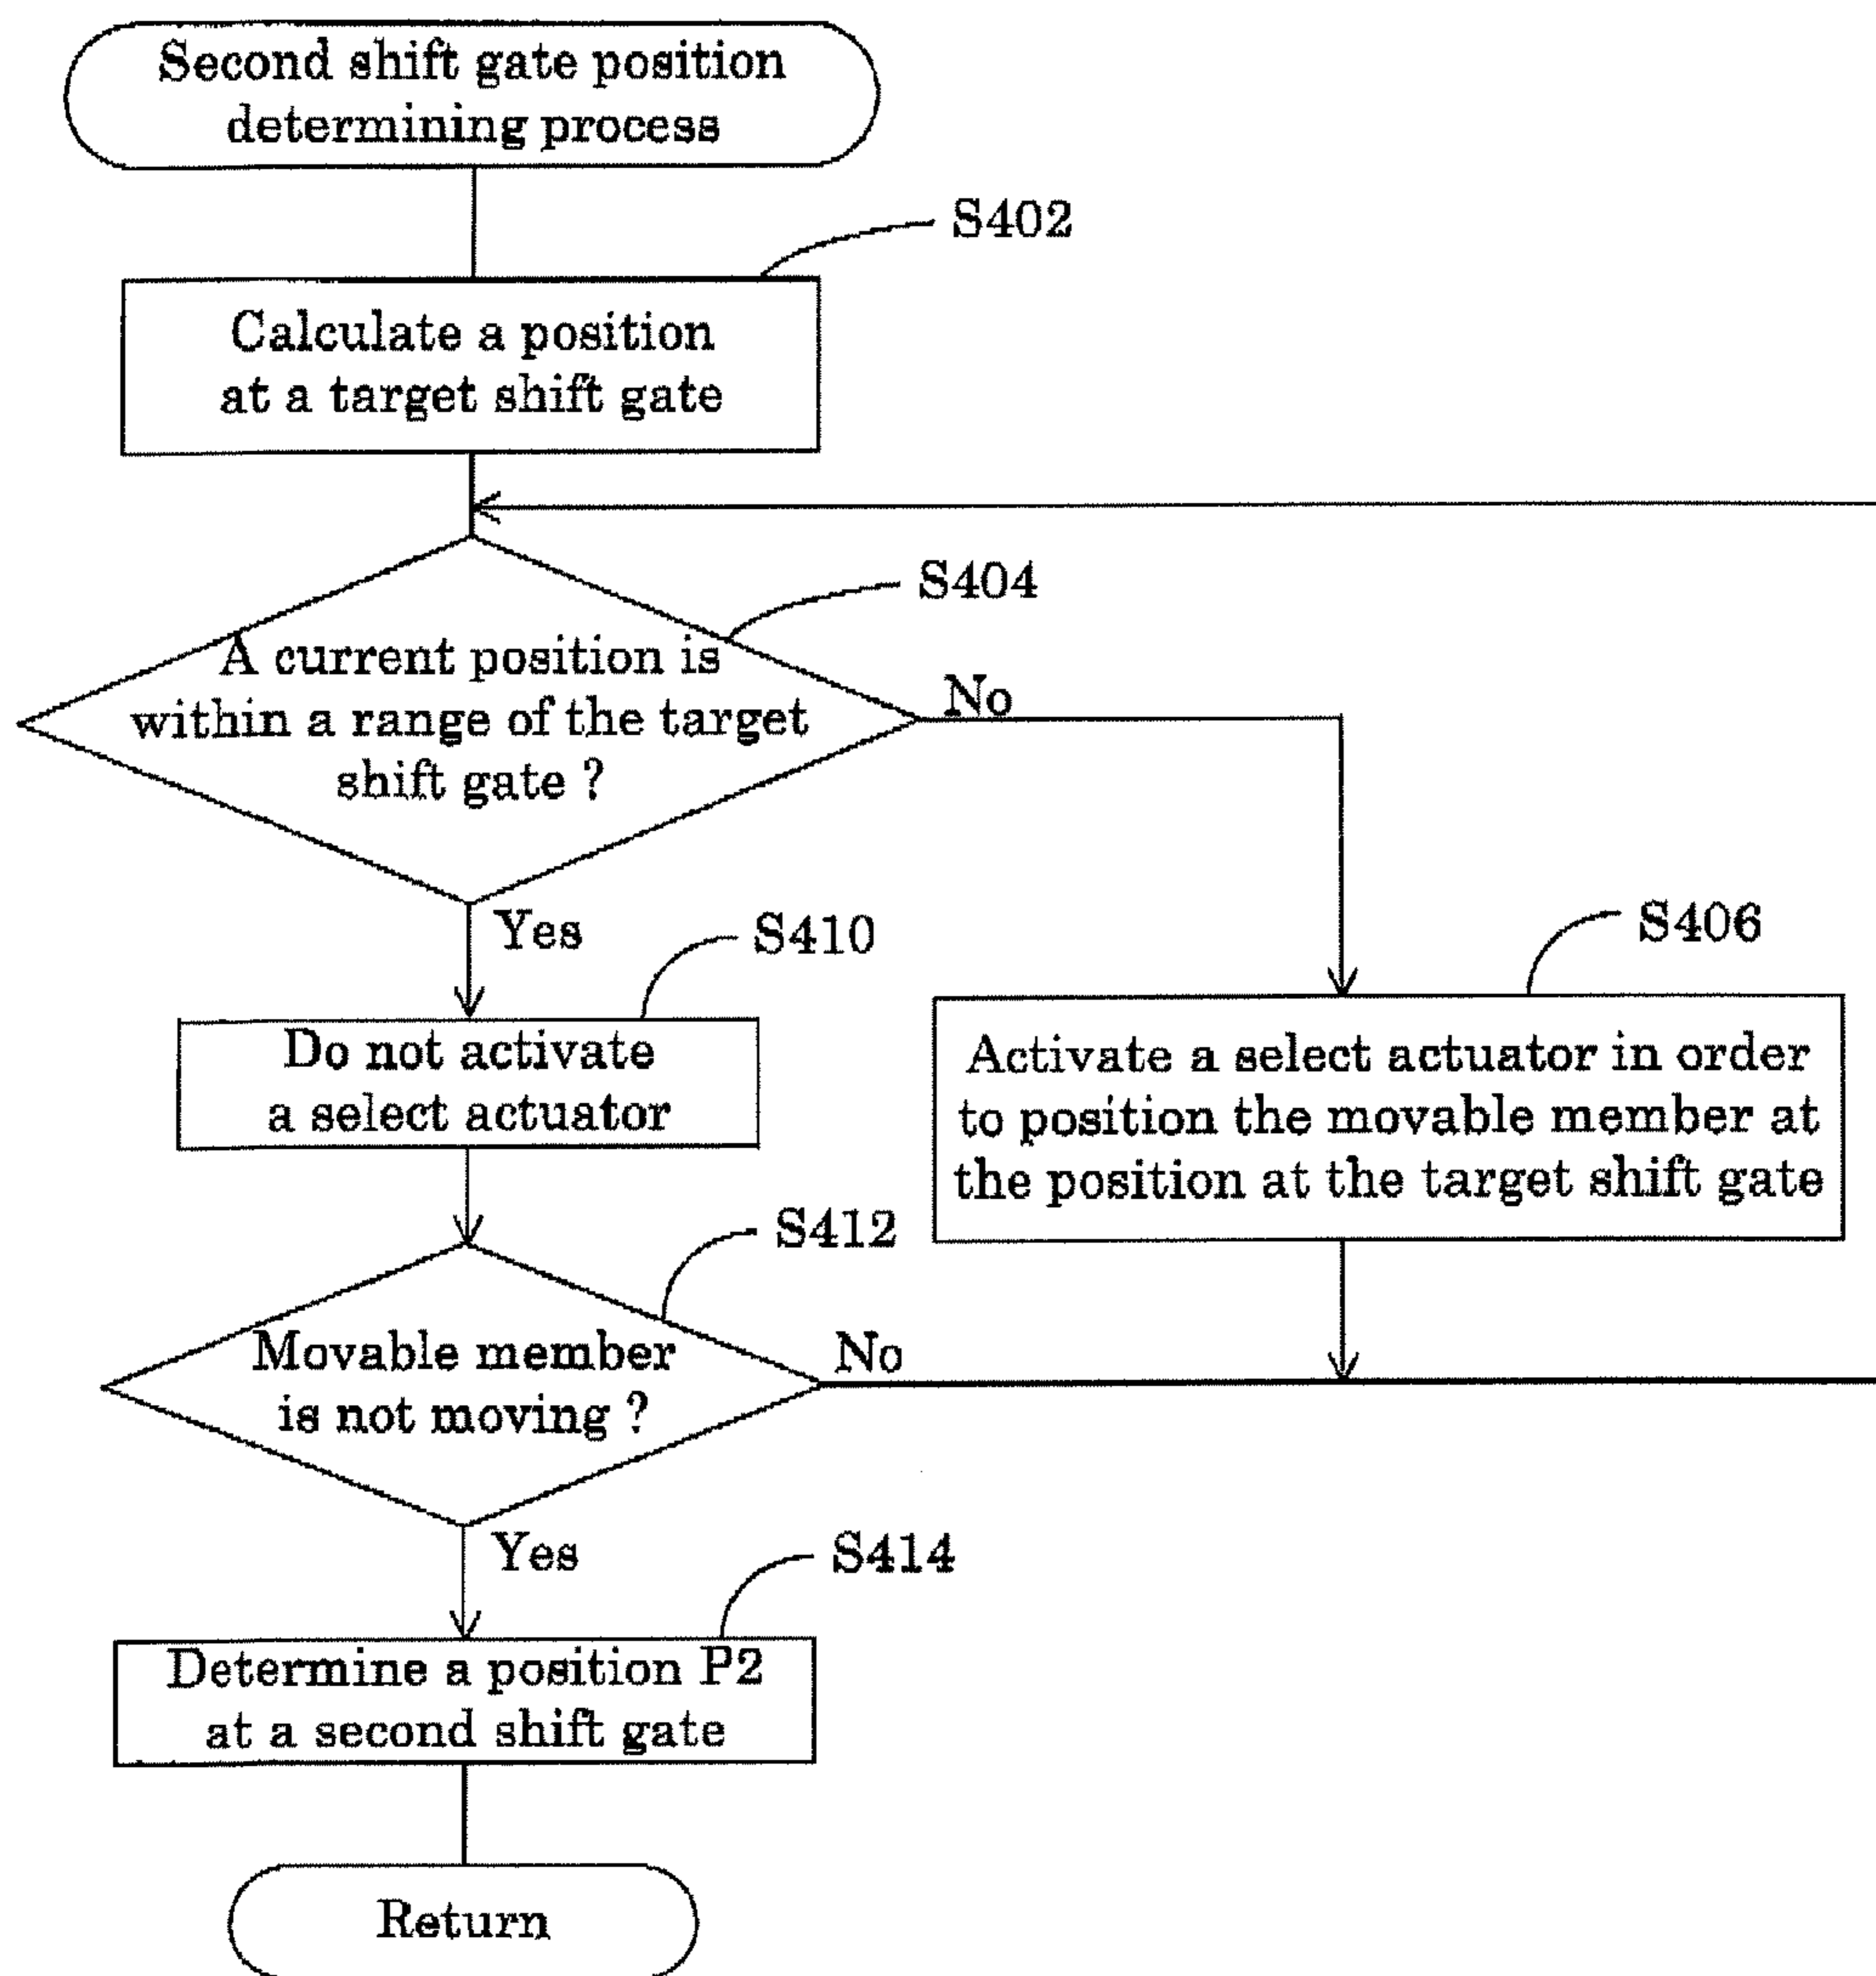 Second shift gate position
determining process
S402
Calculate a position
at a target shift gate
S404
A current position is
within a range of the target
shift gate ?
No
Yes
S410
S406
Do not activate
a select actuator
Activate a select actuator in order
to position the movable member at
the position at the target shift gate
S412
Movable member
is not moving ?
No
Yes
S414
Determine a position P2
at a second shift gate
Return